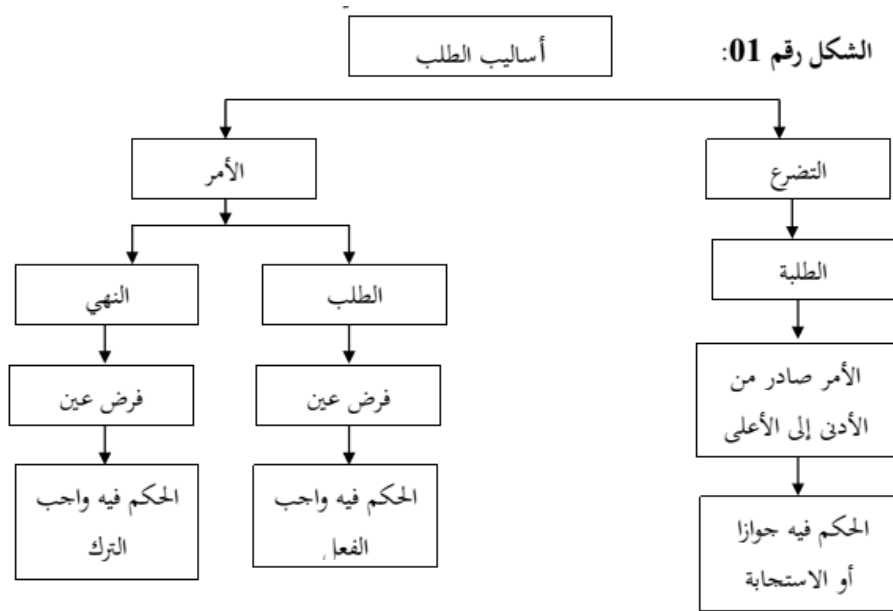 الشكل رقم 01:
أساليب الطلب
التضرع
الأمر
الطلبة
الطلب
النهي
الأمر صادر من
الأدنى إلى الأعلى
فرض عين
فرض عين
الحكم فيه جوازا
أو الاستجابة
الحكم فيه واجب
الفعل
الحكم فيه واجب
الترك